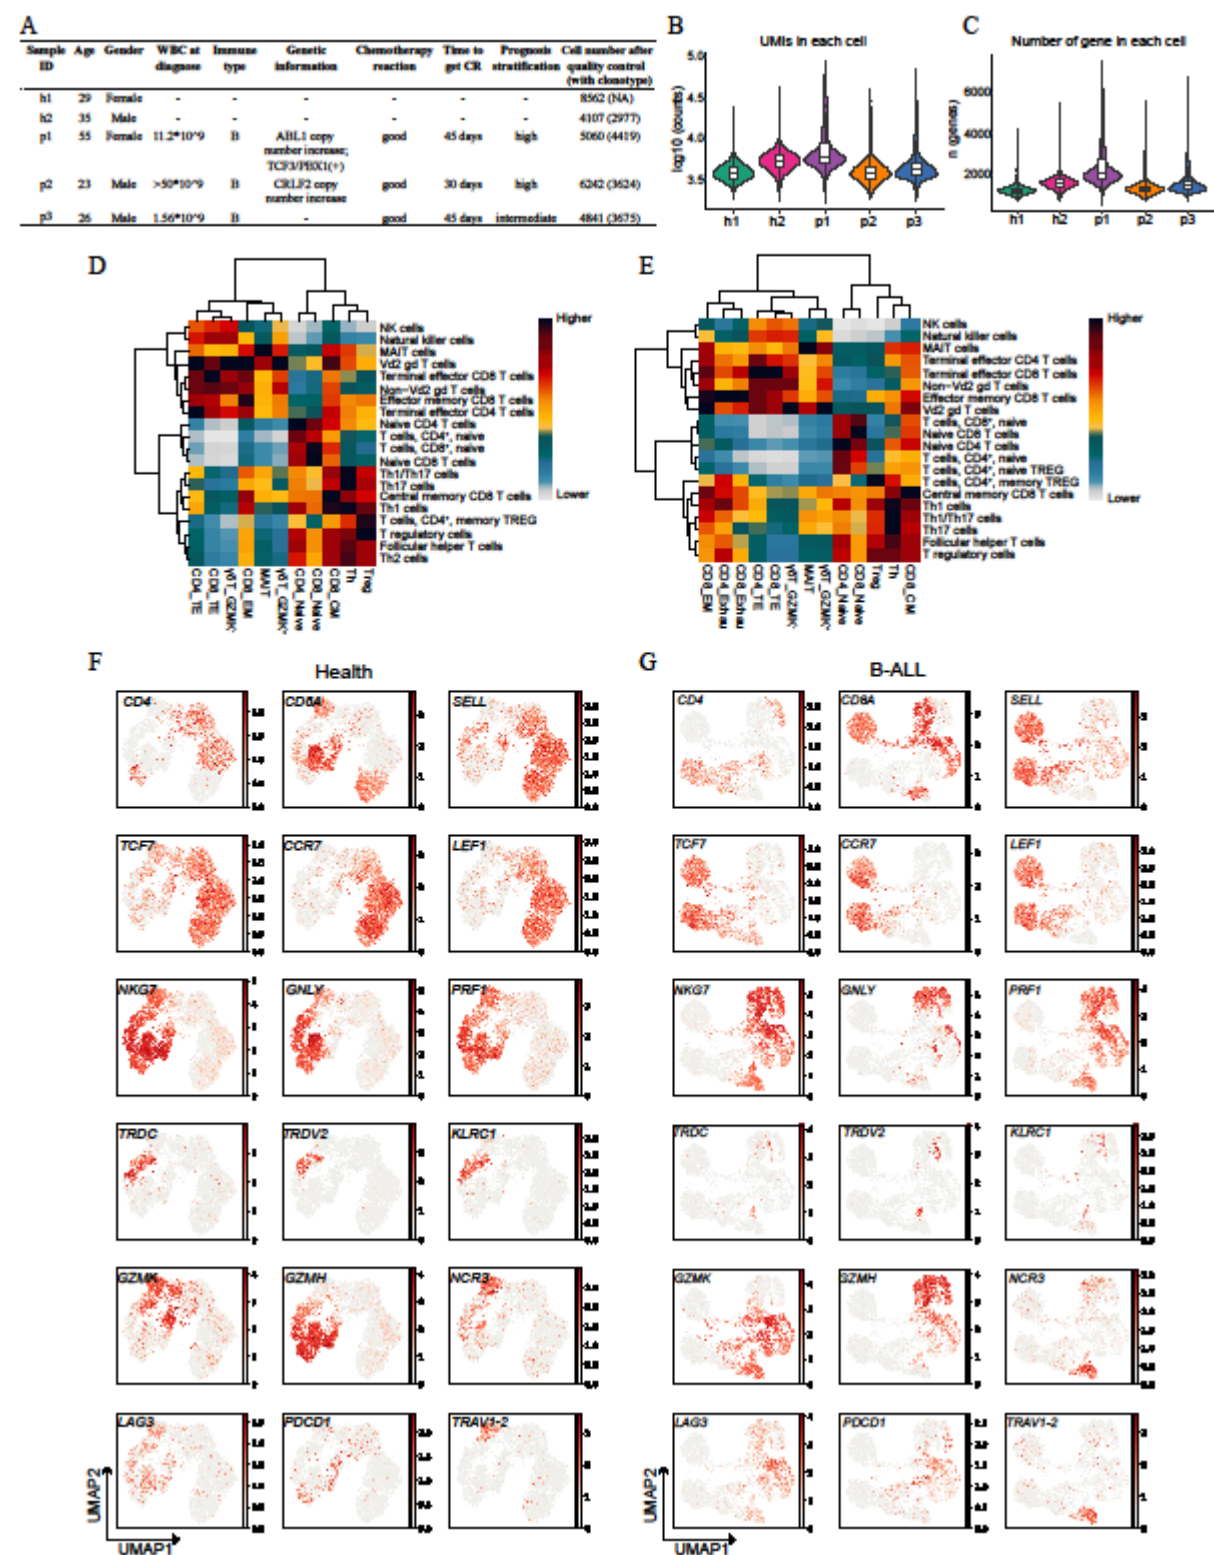 A
Sample ID Age Gender WBC at diagnose Immune type Genetic information Chemotherapy reaction Time to get CR Prognosis stratification Cell number after quality control (with clonotype)
h1 29 Female - - - - - - 8562 (NA)
h2 35 Male - - - - - - 4107 (2977)
p1 55 Female 11.2*10^9 B ABL1 copy number increase; TCF3/PBX1(+) good 45 days high 5060 (4419)
p2 23 Male >50*10^9 B CRLF2 copy number increase good 30 days high 6242 (3624)
p3 26 Male 1.56*10^9 B - good 45 days intermediate 4841 (3675)
B
UMIs in each cell
log10 (counts)
5.0
4.5
4.0
3.5
h1 h2 p1 p2 p3
C
Number of gene in each cell
n (genes)
6000
4000
2000
h1 h2 p1 p2 p3
D
NK cells
Natural killer cells
MAIT cells
Vd2 gd T cells
Terminal effector CD8 T cells
Non-Vd2 gd T cells
Effector memory CD8 T cells
Terminal effector CD4 T cells
Naive CD4 T cells
T cells, CD4⁺, naive
T cells, CD8⁺, naive
Naive CD8 T cells
Th1/Th17 cells
Th17 cells
Central memory CD8 T cells
Th1 cells
T cells, CD4⁺, memory TREG
T regulatory cells
Follicular helper T cells
Th2 cells
CD4_TE
CD8_TE
γδT_GZMK⁻
CD8_EM
MAIT
γδT_GZMK⁺
CD4_Naive
CD8_Naive
CD8_CM
Th
Treg
Higher
Lower
E
NK cells
Natural killer cells
MAIT cells
Terminal effector CD4 T cells
Terminal effector CD8 T cells
Non-Vd2 gd T cells
Effector memory CD8 T cells
Vd2 gd T cells
T cells, CD8⁺, naive
Naive CD8 T cells
Naive CD4 T cells
T cells, CD4⁺, naive
T cells, CD4⁺, naive TREG
T cells, CD4⁺, memory TREG
Central memory CD8 T cells
Th1 cells
Th1/Th17 cells
Th17 cells
Follicular helper T cells
T regulatory cells
CD8_EM
CD4_Exhau
CD8_Exhau
CD4_TE
CD8_TE
γδT_GZMK⁻
MAIT
γδT_GZMK⁺
CD4_Naive
CD8_Naive
Treg
Th
CD8_CM
Higher
Lower
F
Health
CD4 CD8A SELL
TCF7 CCR7 LEF1
NKG7 GNLY PRF1
TRDC TRDV2 KLRC1
GZMK GZMH NCR3
LAG3 PDCD1 TRAV1-2
UMAP2
UMAP1
G
B-ALL
CD4 CD8A SELL
TCF7 CCR7 LEF1
NKG7 GNLY PRF1
TRDC TRDV2 KLRC1
GZMK GZMH NCR3
LAG3 PDCD1 TRAV1-2
UMAP2
UMAP1